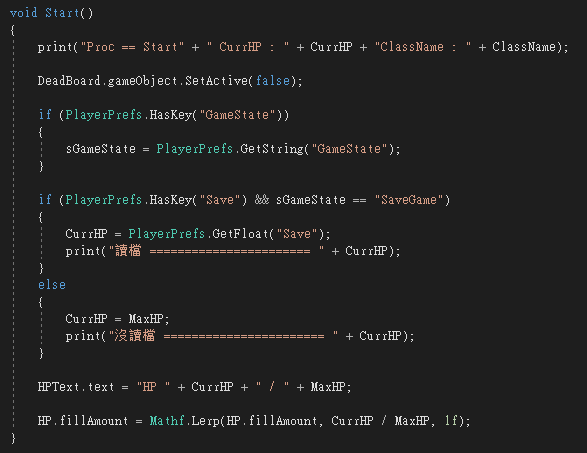 void Start()
{
print("Proc == Start" + " CurrHP : " + CurrHP + "ClassName : " + ClassName);
DeadBoard.gameObject.SetActive(false);
if (PlayerPrefs.HasKey("GameState"))
{
sGameState = PlayerPrefs.GetString("GameState");
}
if (PlayerPrefs.HasKey("Save") && sGameState == "SaveGame")
{
CurrHP = PlayerPrefs.GetFloat("Save");
print("讀檔 ======================= " + CurrHP);
}
else
{
CurrHP = MaxHP;
print("沒讀檔 ======================= " + CurrHP);
}
HPText.text = "HP " + CurrHP + " / " + MaxHP;
HP.fillAmount = Mathf.Lerp(HP.fillAmount, CurrHP / MaxHP, 1f);
}